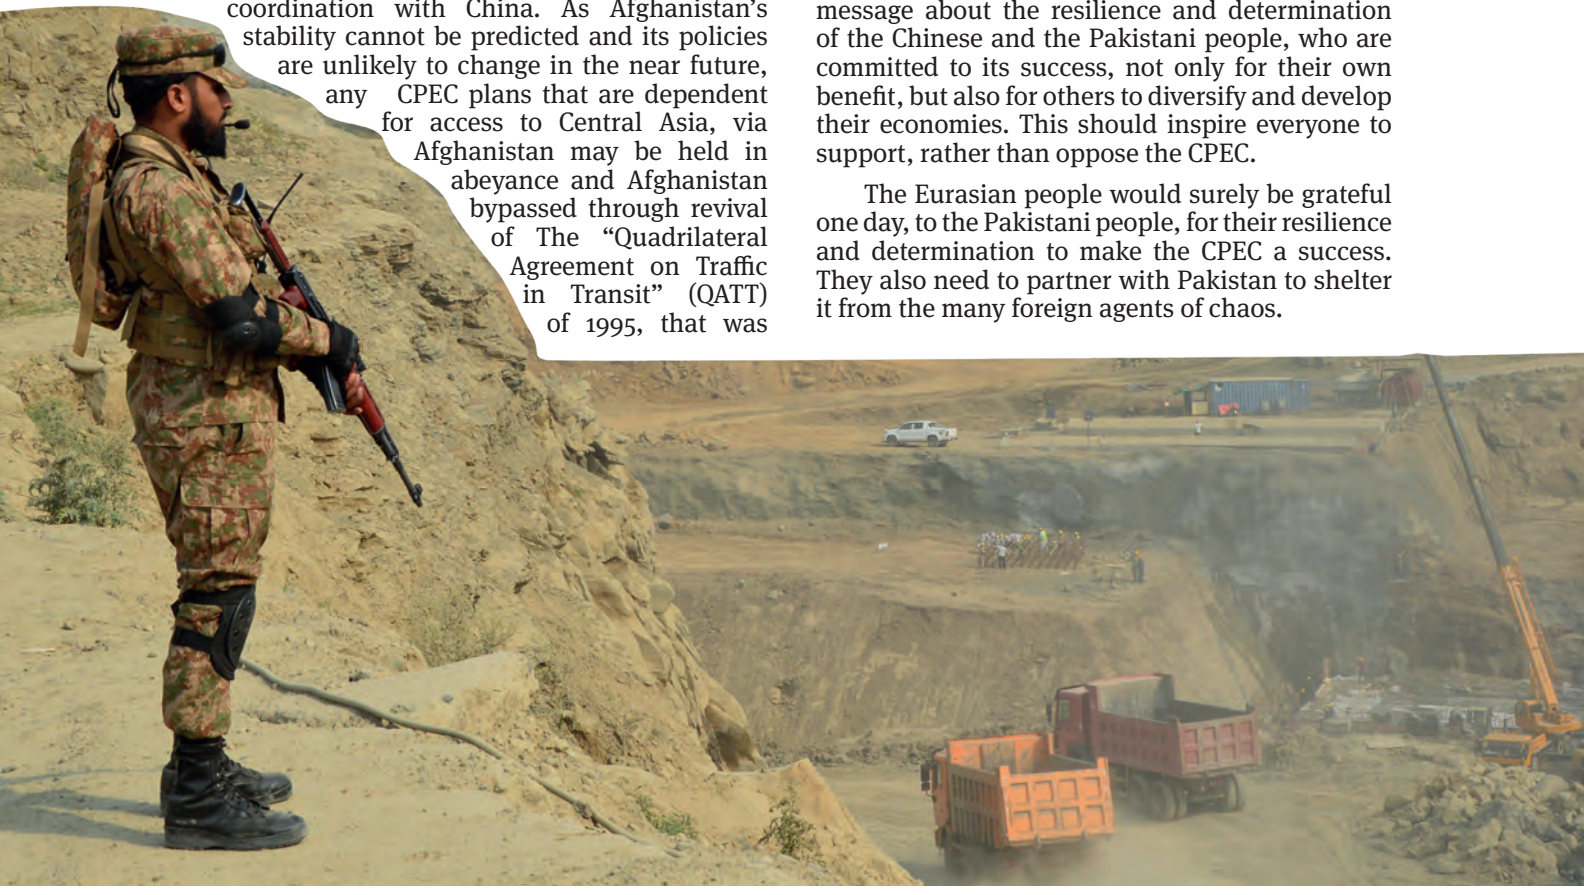 coordination with China. As Afghanistan’s
stability cannot be predicted and its policies
are unlikely to change in the near future,
any CPEC plans that are dependent
for access to Central Asia, via
Afghanistan may be held in
abeyance and Afghanistan
bypassed through revival
of The “Quadrilateral
Agreement on Traffic
in Transit” (QATT)
of 1995, that was
message about the resilience and determination
of the Chinese and the Pakistani people, who are
committed to its success, not only for their own
benefit, but also for others to diversify and develop
their economies. This should inspire everyone to
support, rather than oppose the CPEC.
The Eurasian people would surely be grateful
one day, to the Pakistani people, for their resilience
and determination to make the CPEC a success.
They also need to partner with Pakistan to shelter
it from the many foreign agents of chaos.